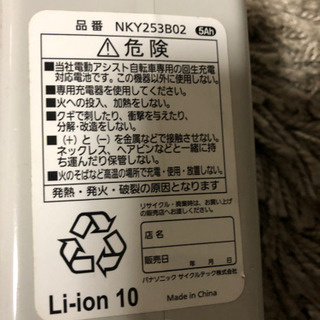 品番 NKY253B02 5Ah
⚠危険
■当社電動アシスト自転車専用の回生充電
対応電池です。この機器以外に使用しない。
■専用充電器を使用してください。
■火への投入、加熱をしない。
■クギで刺したり、衝撃を与えたり、
分解・改造をしない。
■(+)と(−)を金属などで接触させない。
ネックレス、ヘアピンなどと一緒に持
ち運んだり保管しない。
■火のそばなど高温の場所で充電・使用・放置しない。
発熱・発火・破裂の原因となります
リサイクル・廃棄時は、お買い上げ
の販売店へお渡しください。
店名
販売日 年 月 日
パナソニック サイクルテック株式会社
Li-ion 10
Made in China